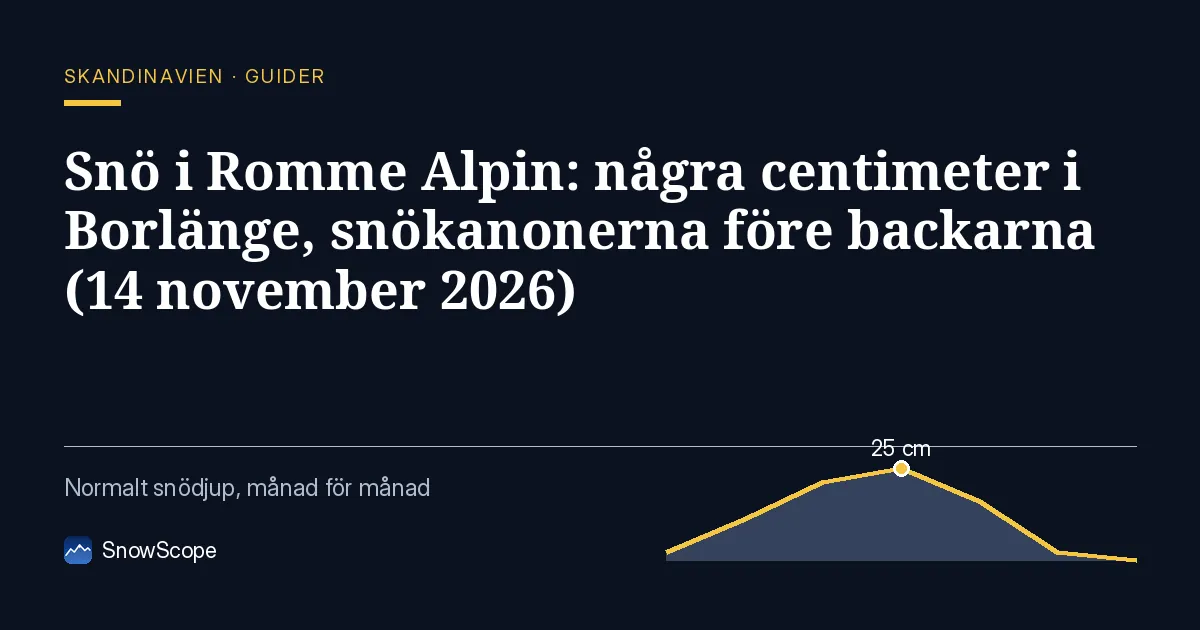 SKANDINAVIEN · GUIDER
Snö i Romme Alpin: några centimeter i
Borlänge, snökanonerna före backarna
(14 november 2026)
25 cm
Normalt snödjup, månad för månad
SnowScope